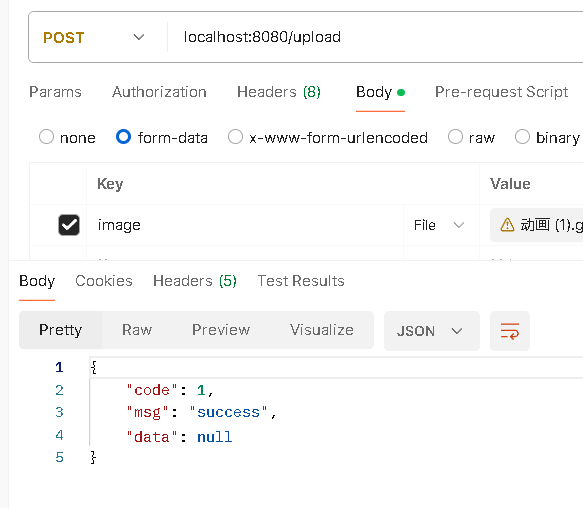 POST localhost:8080/upload
Params Authorization Headers (8) Body Pre-request Script
none form-data x-www-form-urlencoded raw binary
Key Value
image File 动画 (1).g
Body Cookies Headers (5) Test Results
Pretty Raw Preview Visualize JSON
1 {
2 "code": 1,
3 "msg": "success",
4 "data": null
5 }